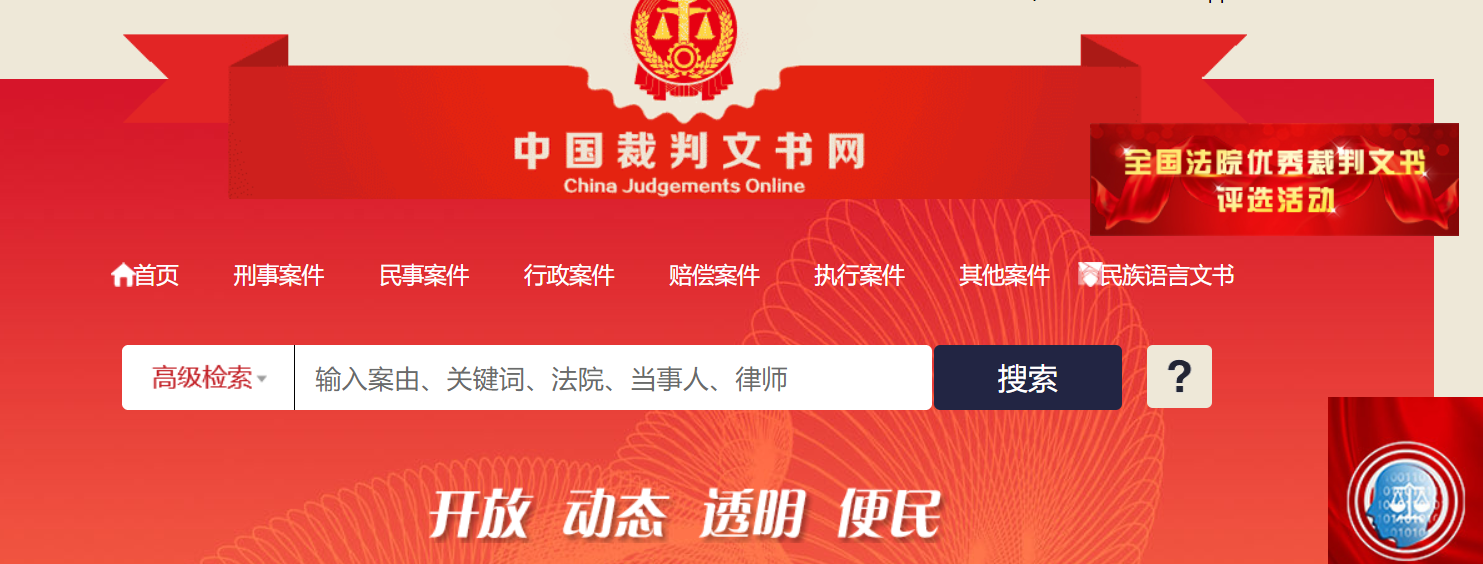 中国裁判文书网
China Judgements Online
全国法院优秀裁判文书
评选活动
首页 刑事案件 民事案件 行政案件 赔偿案件 执行案件 其他案件 民族语言文书
高级检索 输入案由、关键词、法院、当事人、律师 搜索 ?
开放 动态 透明 便民